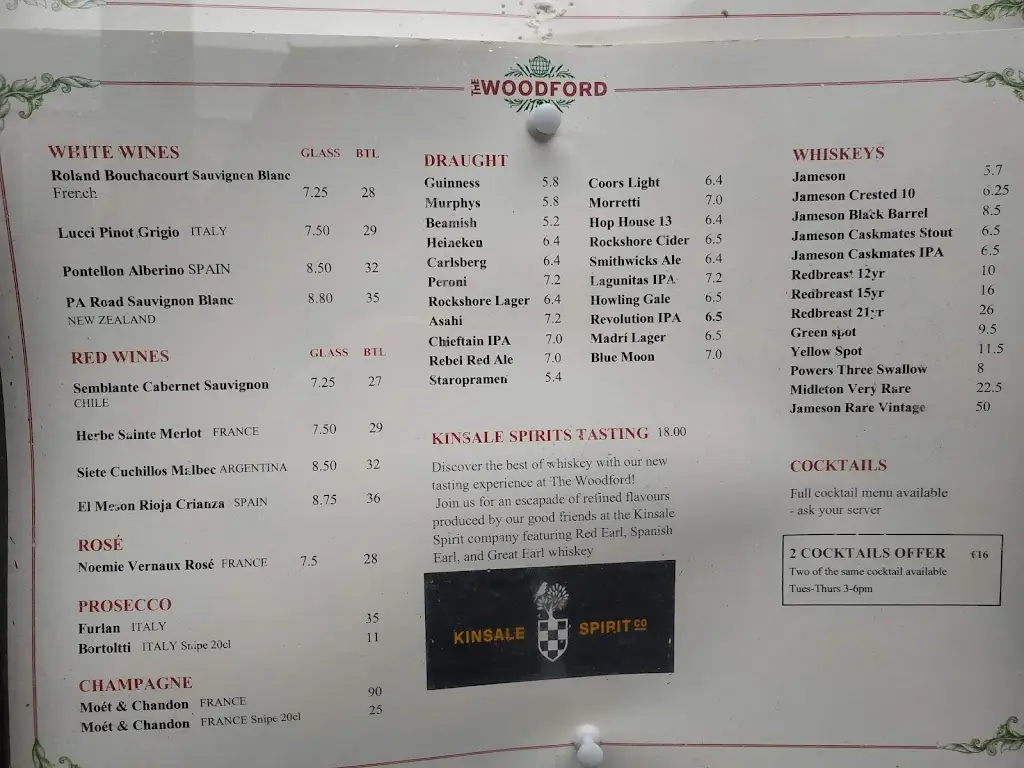 THE WOODFORD
WHITE WINES GLASS BTL
Roland Bouchacourt Sauvignon Blanc
French 7.25 28
Lucci Pinot Grigio ITALY 7.50 29
Pontellon Alberino SPAIN 8.50 32
PA Road Sauvignon Blanc 8.80 35
NEW ZEALAND
RED WINES GLASS BTL
Semblante Cabernet Sauvignon 7.25 27
CHILE
Herbe Sainte Merlot FRANCE 7.50 29
Siete Cuchillos Malbec ARGENTINA 8.50 32
El Meson Rioja Crianza SPAIN 8.75 36
ROSÉ
Noemie Vernaux Rosé FRANCE 7.5 28
PROSECCO
Furlan ITALY 35
Bortoltti ITALY Snipe 20cl 11
CHAMPAGNE
Moét & Chandon FRANCE 90
Moét & Chandon FRANCE Snipe 20cl 25
DRAUGHT
Guinness 5.8
Murphys 5.8
Beamish 5.2
Heineken 6.4
Carlsberg 6.4
Peroni 7.2
Rockshore Lager 6.4
Asahi 7.2
Chieftain IPA 7.0
Rebel Red Ale 7.0
Staropramen 5.4
Coors Light 6.4
Morretti 7.0
Hop House 13 6.4
Rockshore Cider 6.5
Smithwicks Ale 6.4
Lagunitas IPA 7.2
Howling Gale 6.5
Revolution IPA 6.5
Madrí Lager 6.5
Blue Moon 7.0
KINSALE SPIRITS TASTING 18.00
Discover the best of whiskey with our new
tasting experience at The Woodford!
Join us for an escapade of refined flavours
produced by our good friends at the Kinsale
Spirit company featuring Red Earl, Spanish
Earl, and Great Earl whiskey
KINSALE SPIRIT CO
WHISKEYS
Jameson 5.7
Jameson Crested 10 6.25
Jameson Black Barrel 8.5
Jameson Caskmates Stout 6.5
Jameson Caskmates IPA 6.5
Redbreast 12yr 10
Redbreast 15yr 16
Redbreast 21yr 26
Green spot 9.5
Yellow Spot 11.5
Powers Three Swallow 8
Midleton Very Rare 22.5
Jameson Rare Vintage 50
COCKTAILS
Full cocktail menu available
- ask your server
2 COCKTAILS OFFER €16
Two of the same cocktail available
Tues-Thurs 3-6pm